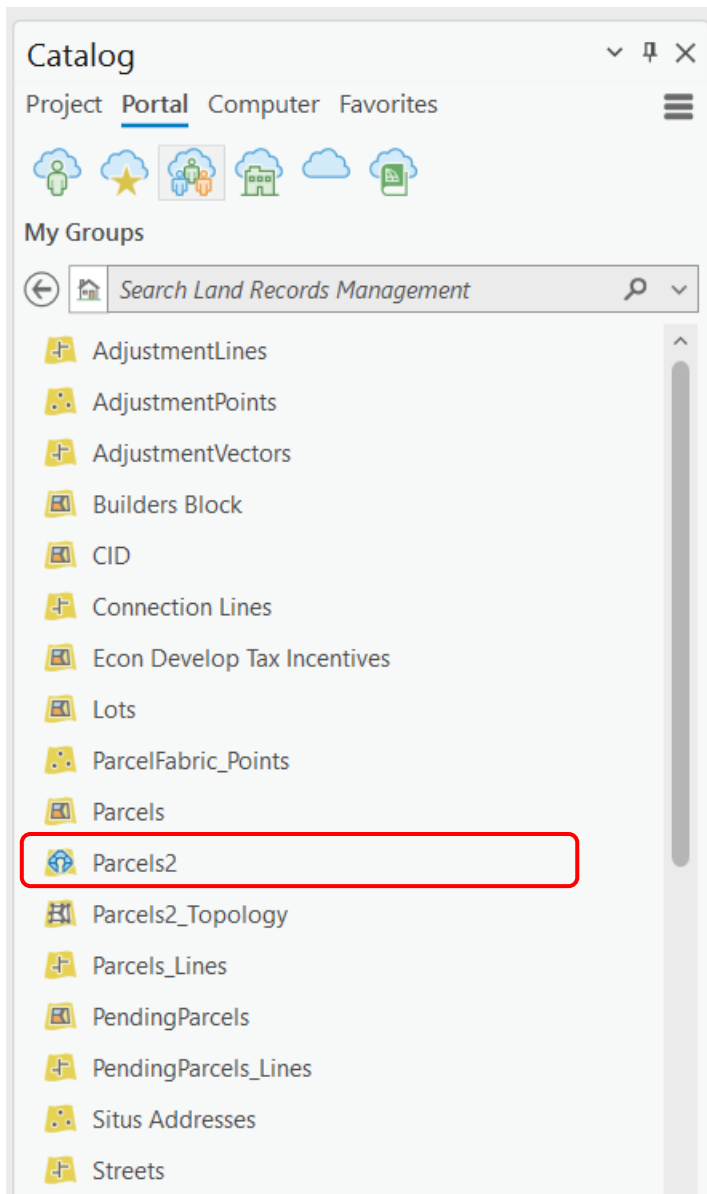 Catalog
Project Portal Computer Favorites
My Groups
Search Land Records Management
AdjustmentLines
AdjustmentPoints
AdjustmentVectors
Builders Block
CID
Connection Lines
Econ Develop Tax Incentives
Lots
ParcelFabric_Points
Parcels
Parcels2
Parcels2_Topology
Parcels_Lines
PendingParcels
PendingParcels_Lines
Situs Addresses
Streets